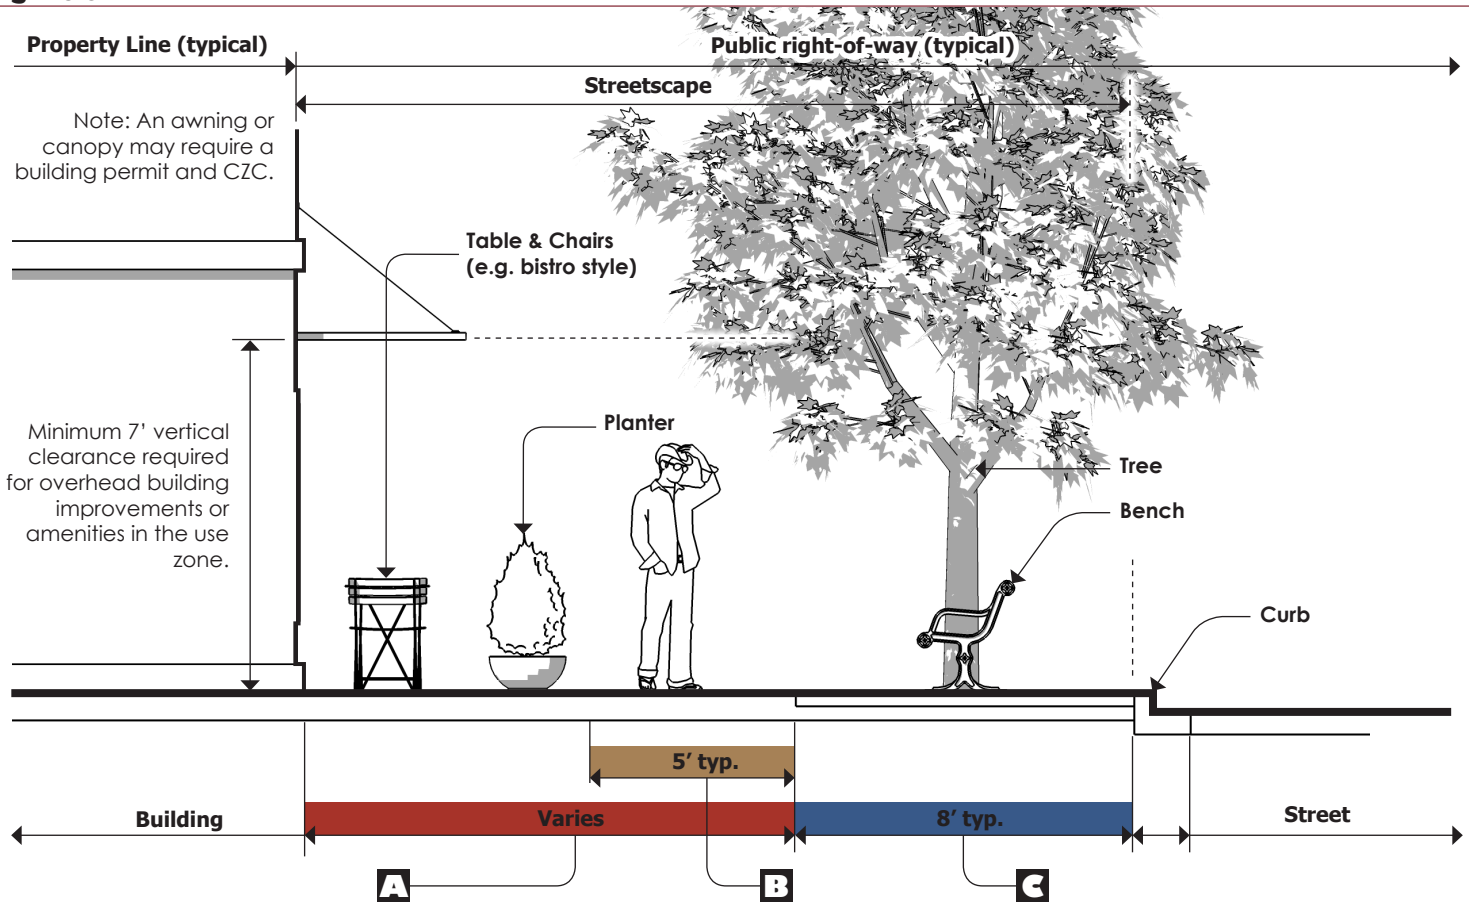 Property Line (typical)
Public right-of-way (typical)
Streetscape
Note: An awning or
canopy may require a
building permit and CZC.
Table & Chairs
(e.g. bistro style)
Planter
Minimum 7’ vertical
clearance required
for overhead building
improvements or
amenities in the use
zone.
Tree
Bench
Curb
5’ typ.
Building
Varies
8’ typ.
Street
A
B
C